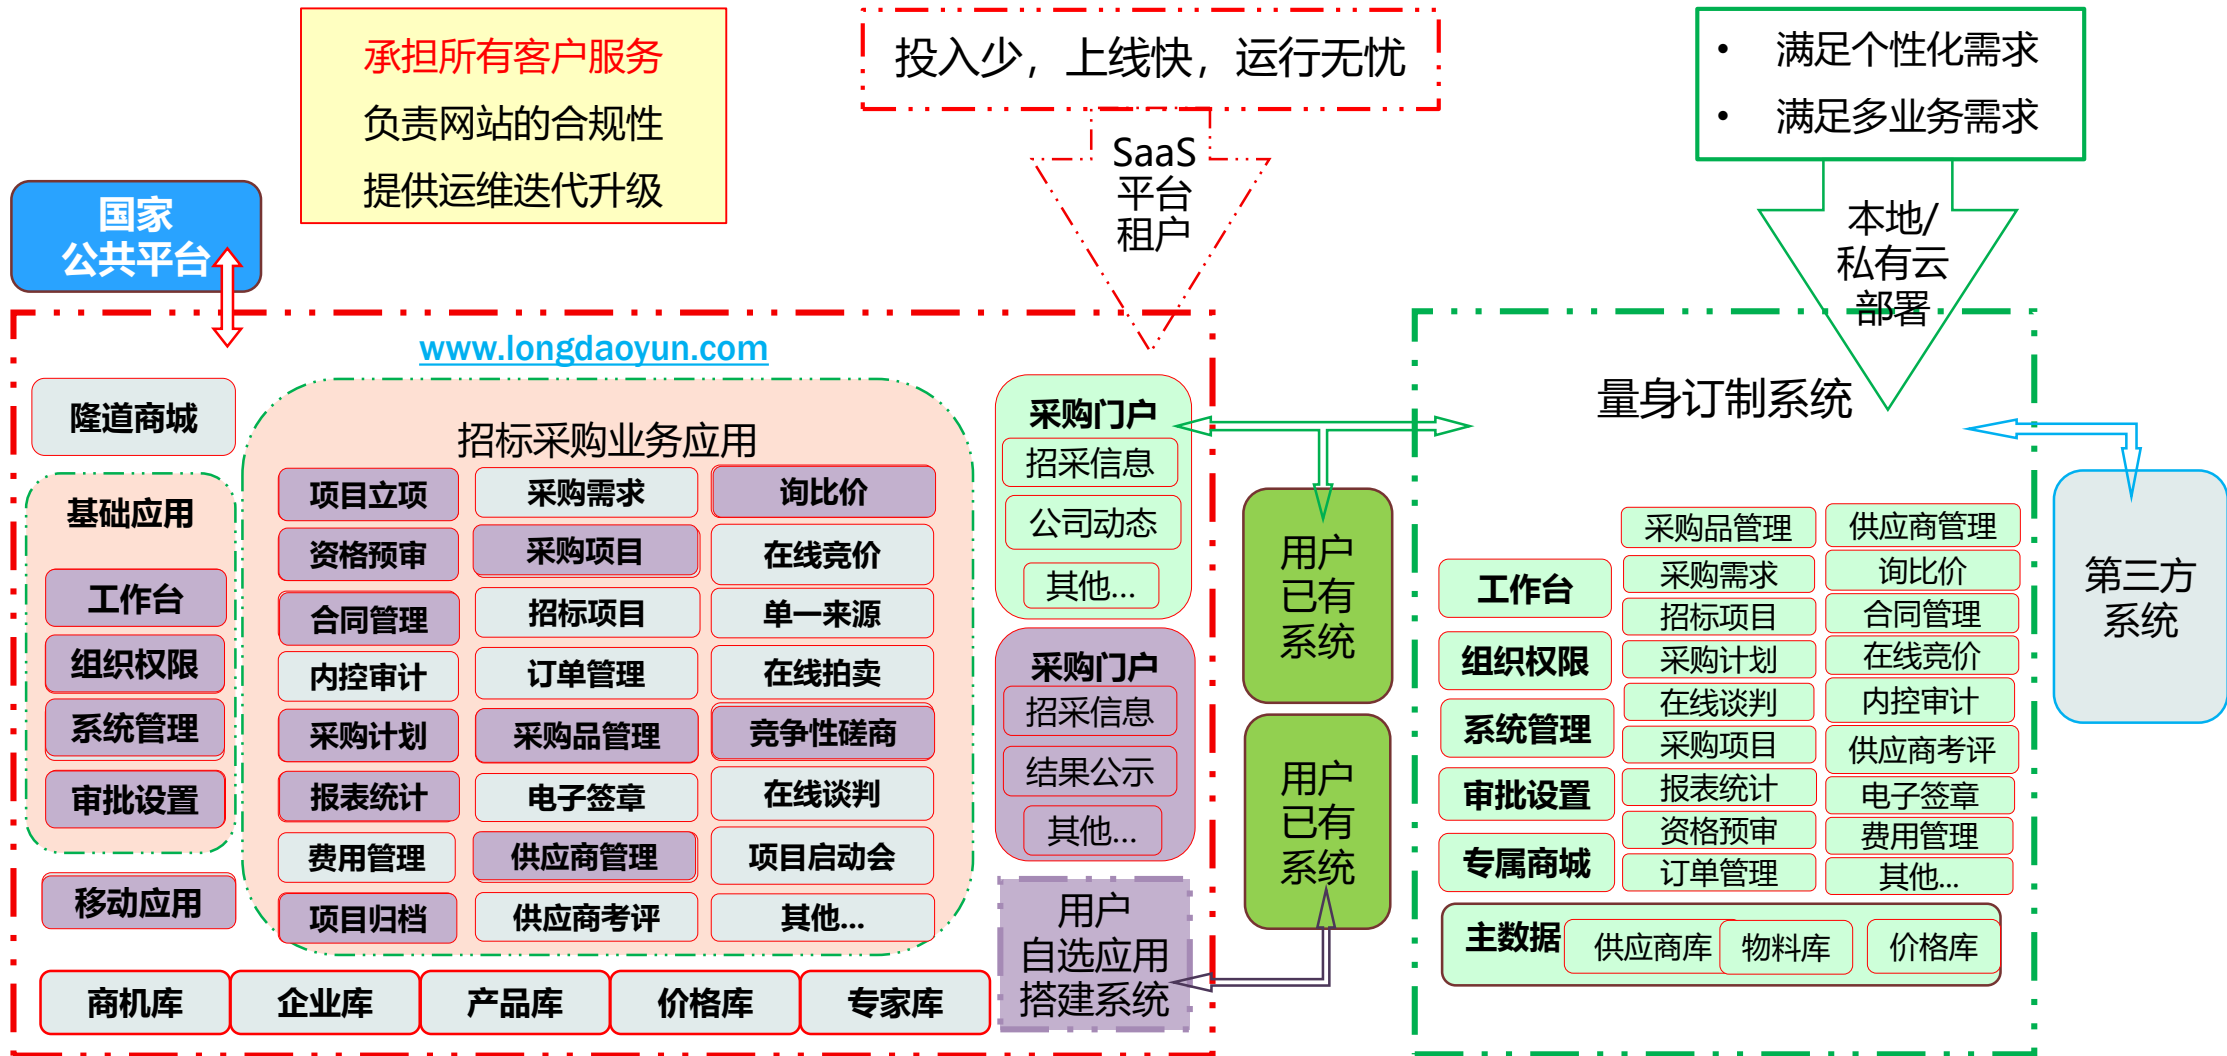 承担所有客户服务
负责网站的合规性
提供运维迭代升级
投入少，上线快，运行无忧
• 满足个性化需求
• 满足多业务需求
SaaS
平台
租户
本地/
私有云
部署
国家
公共平台
www.longdaoyun.com
隆道商城
基础应用
工作台
组织权限
系统管理
审批设置
移动应用
招标采购业务应用
项目立项
采购需求
询比价
资格预审
采购项目
在线竞价
合同管理
招标项目
单一来源
内控审计
订单管理
在线拍卖
采购计划
采购品管理
竞争性磋商
报表统计
电子签章
在线谈判
费用管理
供应商管理
项目启动会
项目归档
供应商考评
其他...
商机库
企业库
产品库
价格库
专家库
采购门户
招采信息
公司动态
其他...
采购门户
招采信息
结果公示
其他...
用户
自选应用
搭建系统
用户
已有
系统
用户
已有
系统
量身订制系统
工作台
组织权限
系统管理
审批设置
专属商城
采购品管理
采购需求
招标项目
采购计划
在线谈判
采购项目
报表统计
资格预审
订单管理
供应商管理
询比价
合同管理
在线竞价
内控审计
供应商考评
电子签章
费用管理
其他...
主数据
供应商库
物料库
价格库
第三方
系统